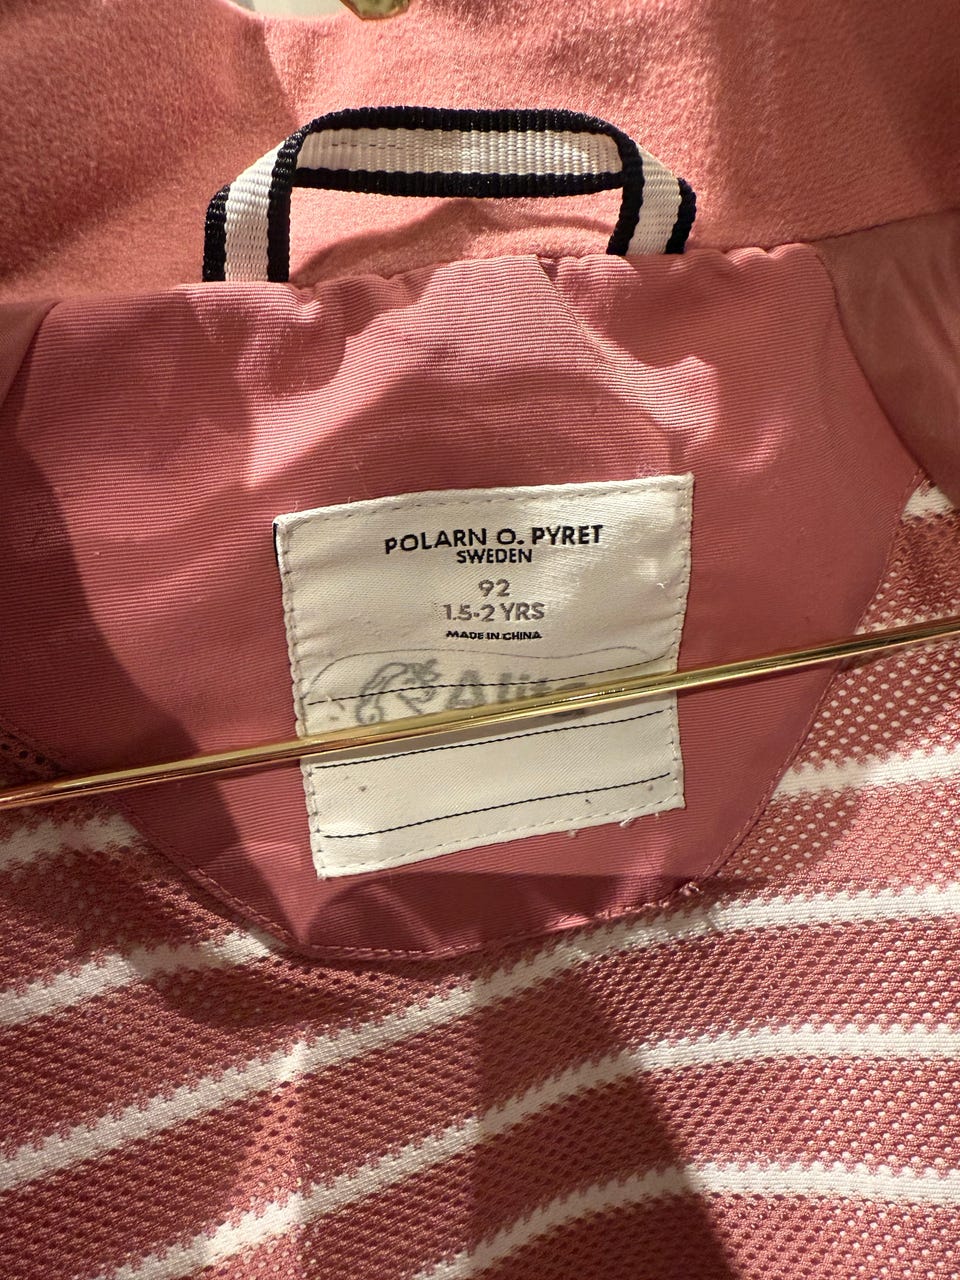 POLARN O. PYRET
SWEDEN
92
1.5-2 YRS
MADE IN CHINA